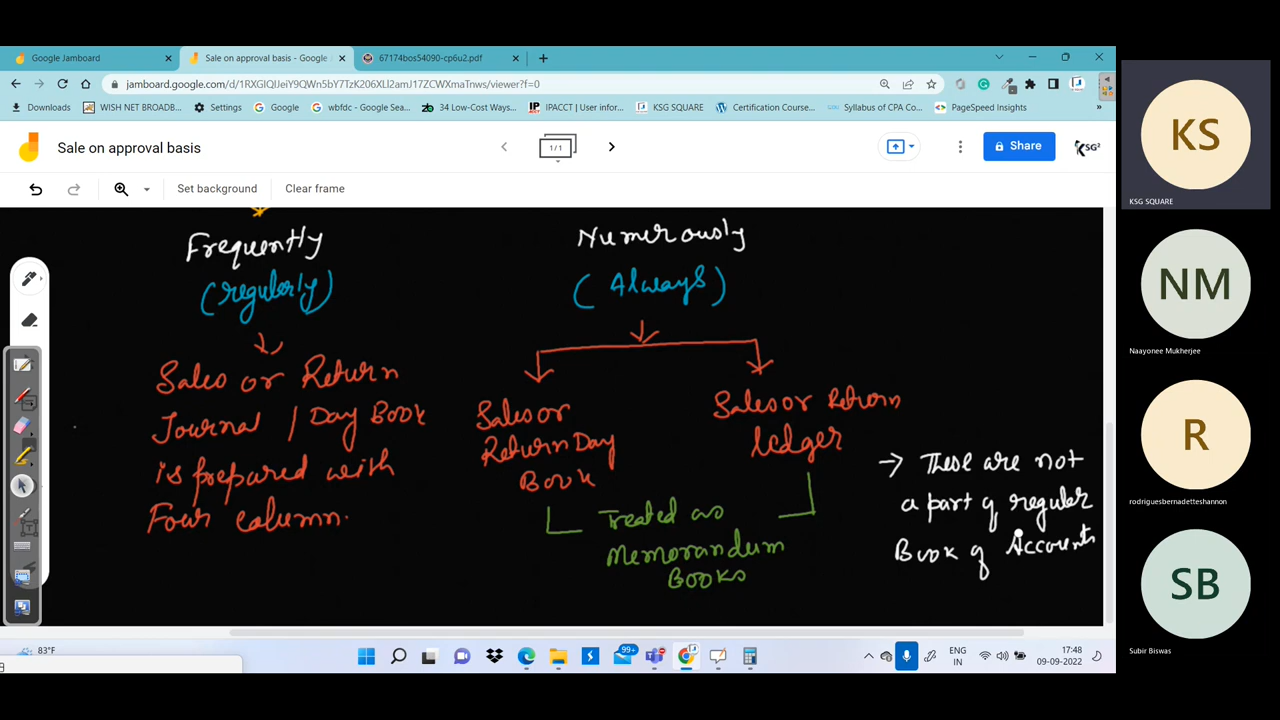 Google Jamboard
Sale on approval basis - Google
67174bos54090-cp6u2.pdf
jamboard.google.com/d/1RXGlQlJeiY9QWn5bY7TzK206XLl2amJ17ZCWXmaTnws/viewer?f=0
Downloads
WISH NET BROADB...
Settings
Google
wbfdc - Google Sea...
34 Low-Cost Ways...
IPACCT | User infor...
KSG SQUARE
Certification Course...
Syllabus of CPA Co...
PageSpeed Insights
Sale on approval basis
1/1
Share
KSG²
Set background
Clear frame
Frequently
(regularly)
Sales or Return
Journal / Day Book
is prepared with
Four column.
Numerously
(Always)
Sales or
Return Day
Book
Sales or Return
ledger
Treated as
Memorandum
Books
→ These are not
a part of regular
Book of Accounts
83°F
99+
ENG
IN
17:48
09-09-2022
KS
KSG SQUARE
NM
Naayonee Mukherjee
R
rodriguesbernadetteshannon
SB
Subir Biswas